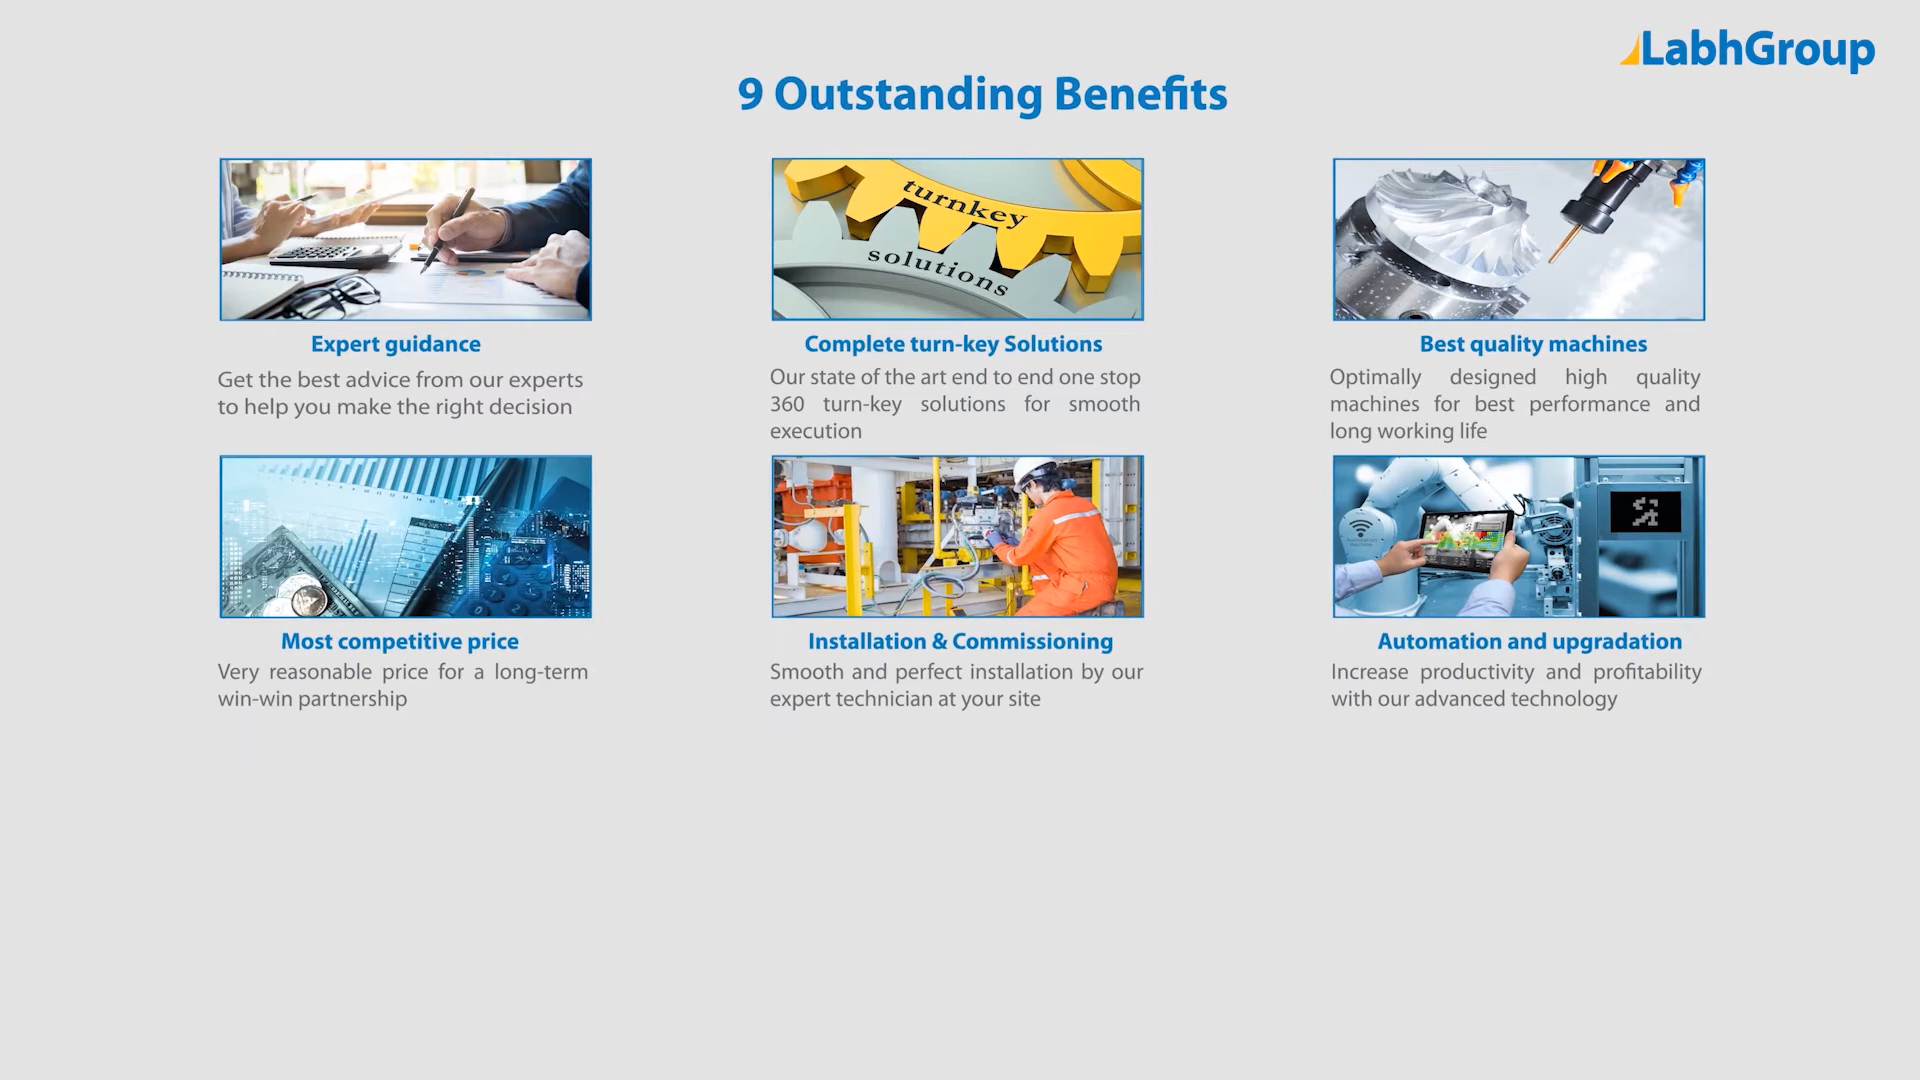 LabhGroup
9 Outstanding Benefits
turnkey
solutions
Expert guidance
Get the best advice from our experts
to help you make the right decision
Complete turn-key Solutions
Our state of the art end to end one stop
360 turn-key solutions for smooth
execution
Best quality machines
Optimally designed high quality
machines for best performance and
long working life
Most competitive price
Very reasonable price for a long-term
win-win partnership
Installation & Commissioning
Smooth and perfect installation by our
expert technician at your site
Automation and upgradation
Increase productivity and profitability
with our advanced technology